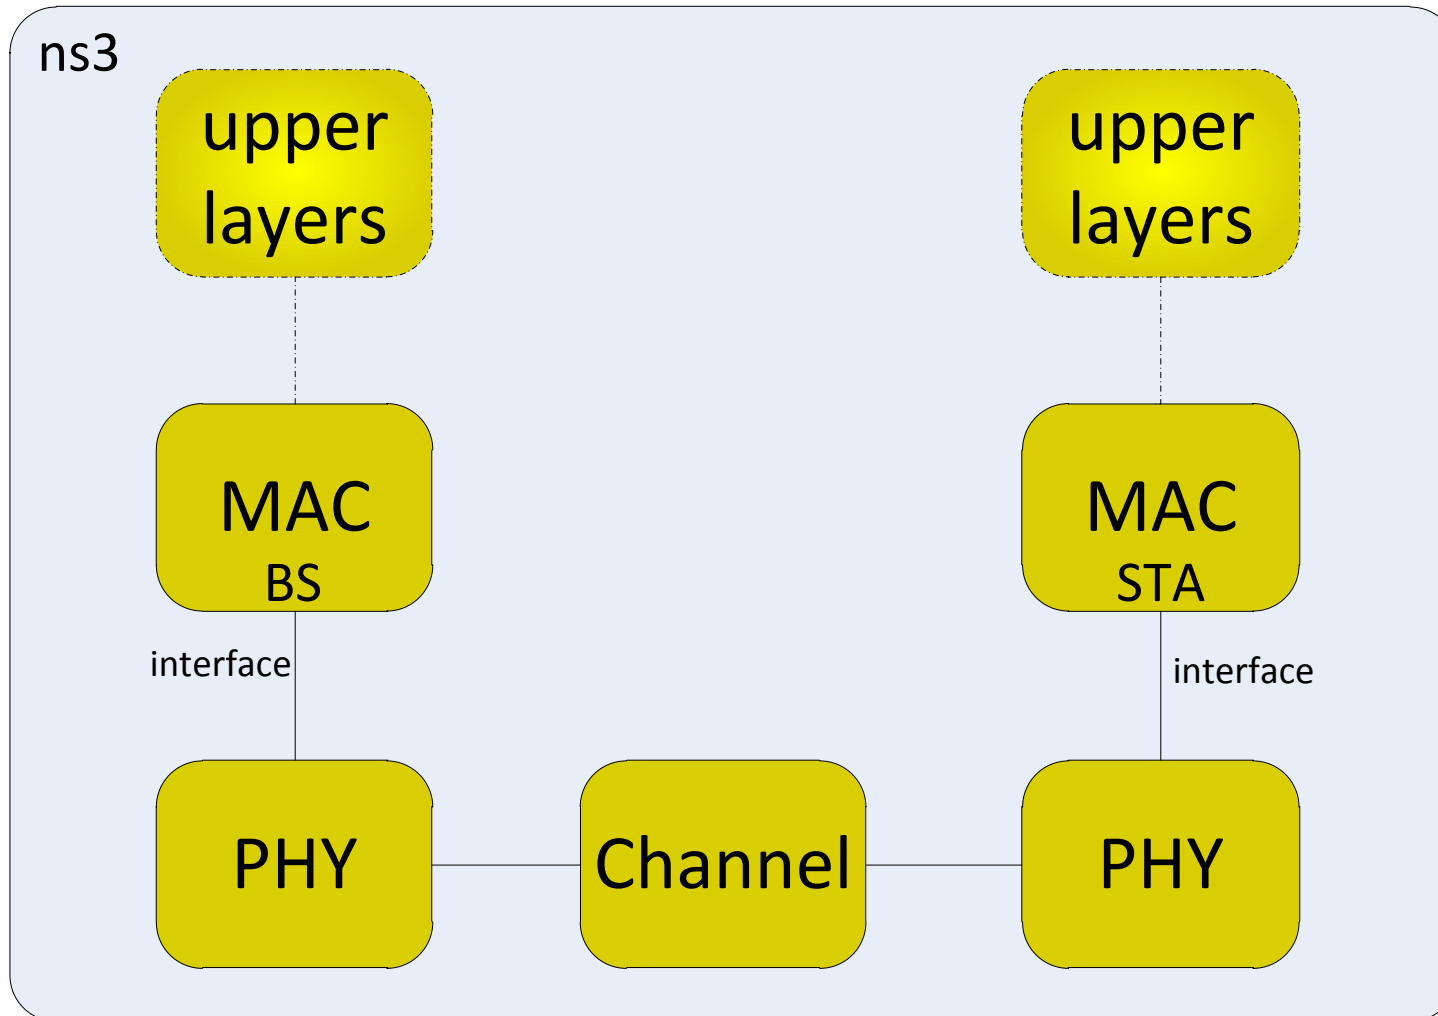 ns3
upper
layers
upper
layers
MAC
BS
MAC
STA
interface
interface
PHY
Channel
PHY